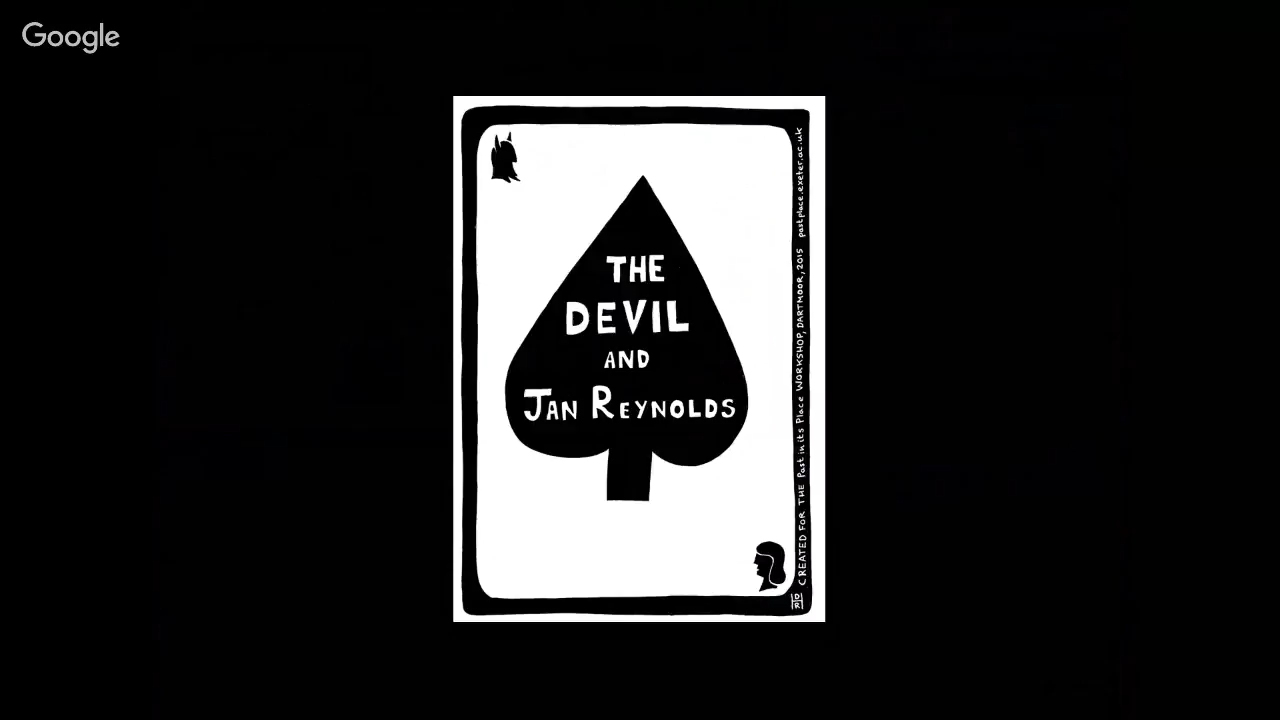 Google
THE
DEVIL
AND
JAN REYNOLDS
CREATED FOR THE Past in its Place WORKSHOP, DARTMOOR, 2015 pastplace.exeter.ac.uk